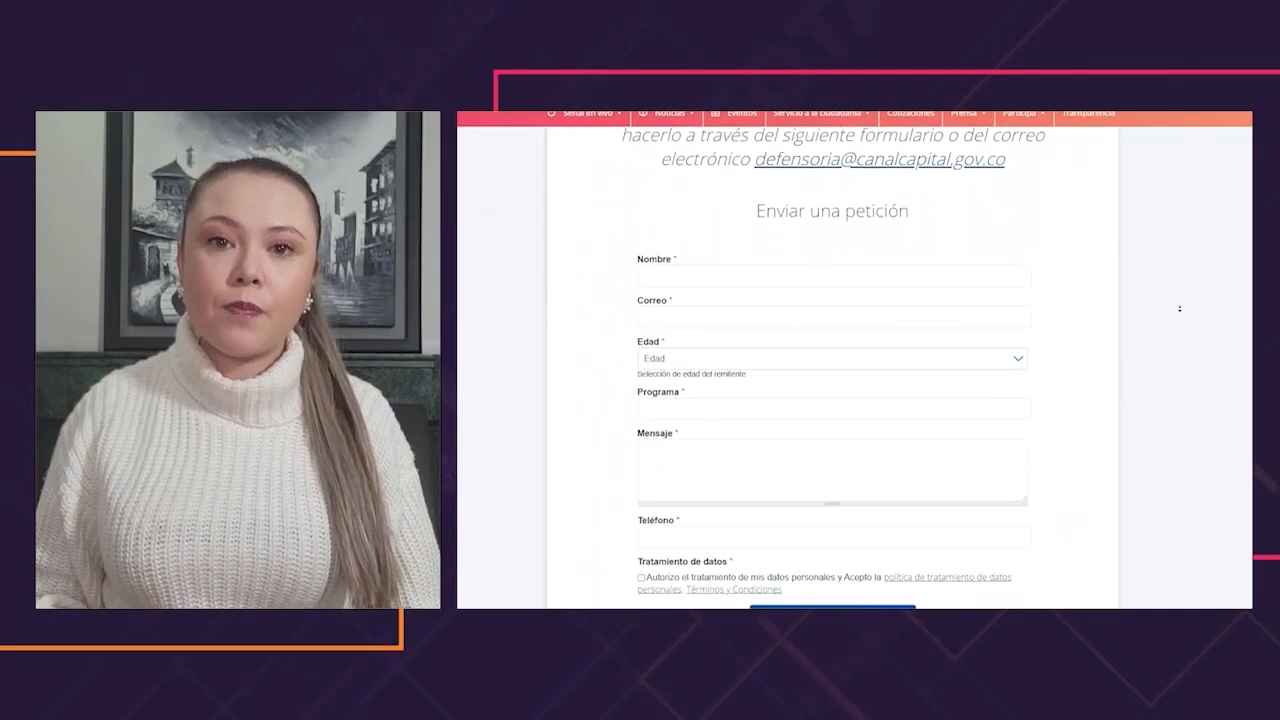 Señal en vivo
Noticias
Eventos
Servicio a la ciudadanía
Cotizaciones
Prensa
Participa
Transparencia
hacerlo a través del siguiente formulario o del correo
electrónico defensoria@canalcapital.gov.co
Enviar una petición
Nombre *
Correo *
Edad *
Edad
Selección de edad del remitente
Programa *
Mensaje *
Teléfono *
Tratamiento de datos *
Autorizo el tratamiento de mis datos personales y Acepto la política de tratamiento de datos
personales. Términos y Condiciones